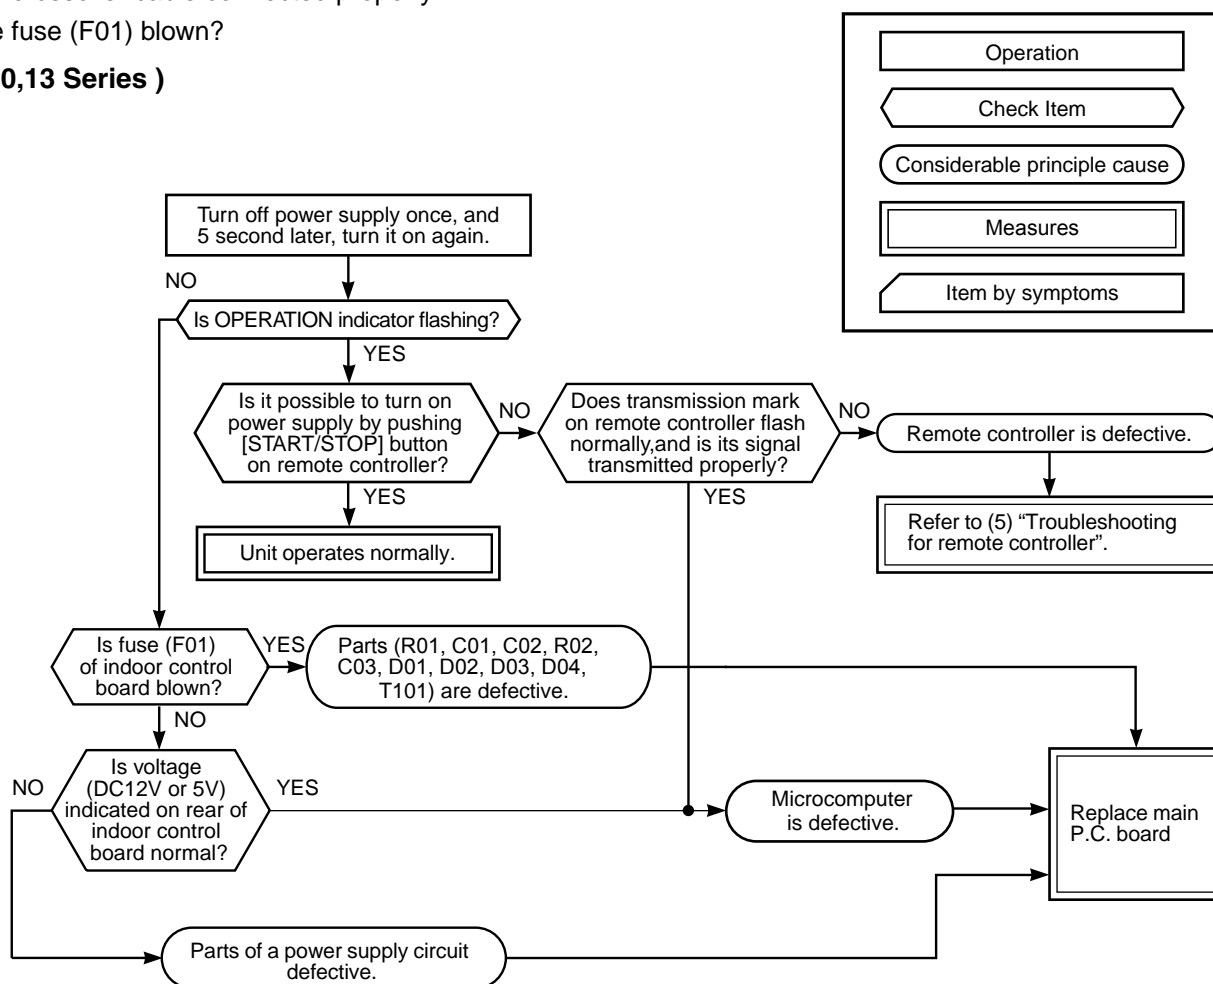 e fuse (F01) blown?
0,13 Series )
Operation
Check Item
Considerable principle cause
Measures
Item by symptoms
Turn off power supply once, and
5 second later, turn it on again.
NO
Is OPERATION indicator flashing?
YES
Is it possible to turn on
power supply by pushing
[START/STOP] button
on remote controller?
NO
Does transmission mark
on remote controller flash
normally,and is its signal
transmitted properly?
NO
Remote controller is defective.
YES
YES
Unit operates normally.
Refer to (5) “Troubleshooting
for remote controller”.
Is fuse (F01)
of indoor control
board blown?
YES
Parts (R01, C01, C02, R02,
C03, D01, D02, D03, D04,
T101) are defective.
NO
Is voltage
(DC12V or 5V)
indicated on rear of
indoor control
board normal?
NO
YES
Microcomputer
is defective.
Replace main
P.C. board
Parts of a power supply circuit
defective.